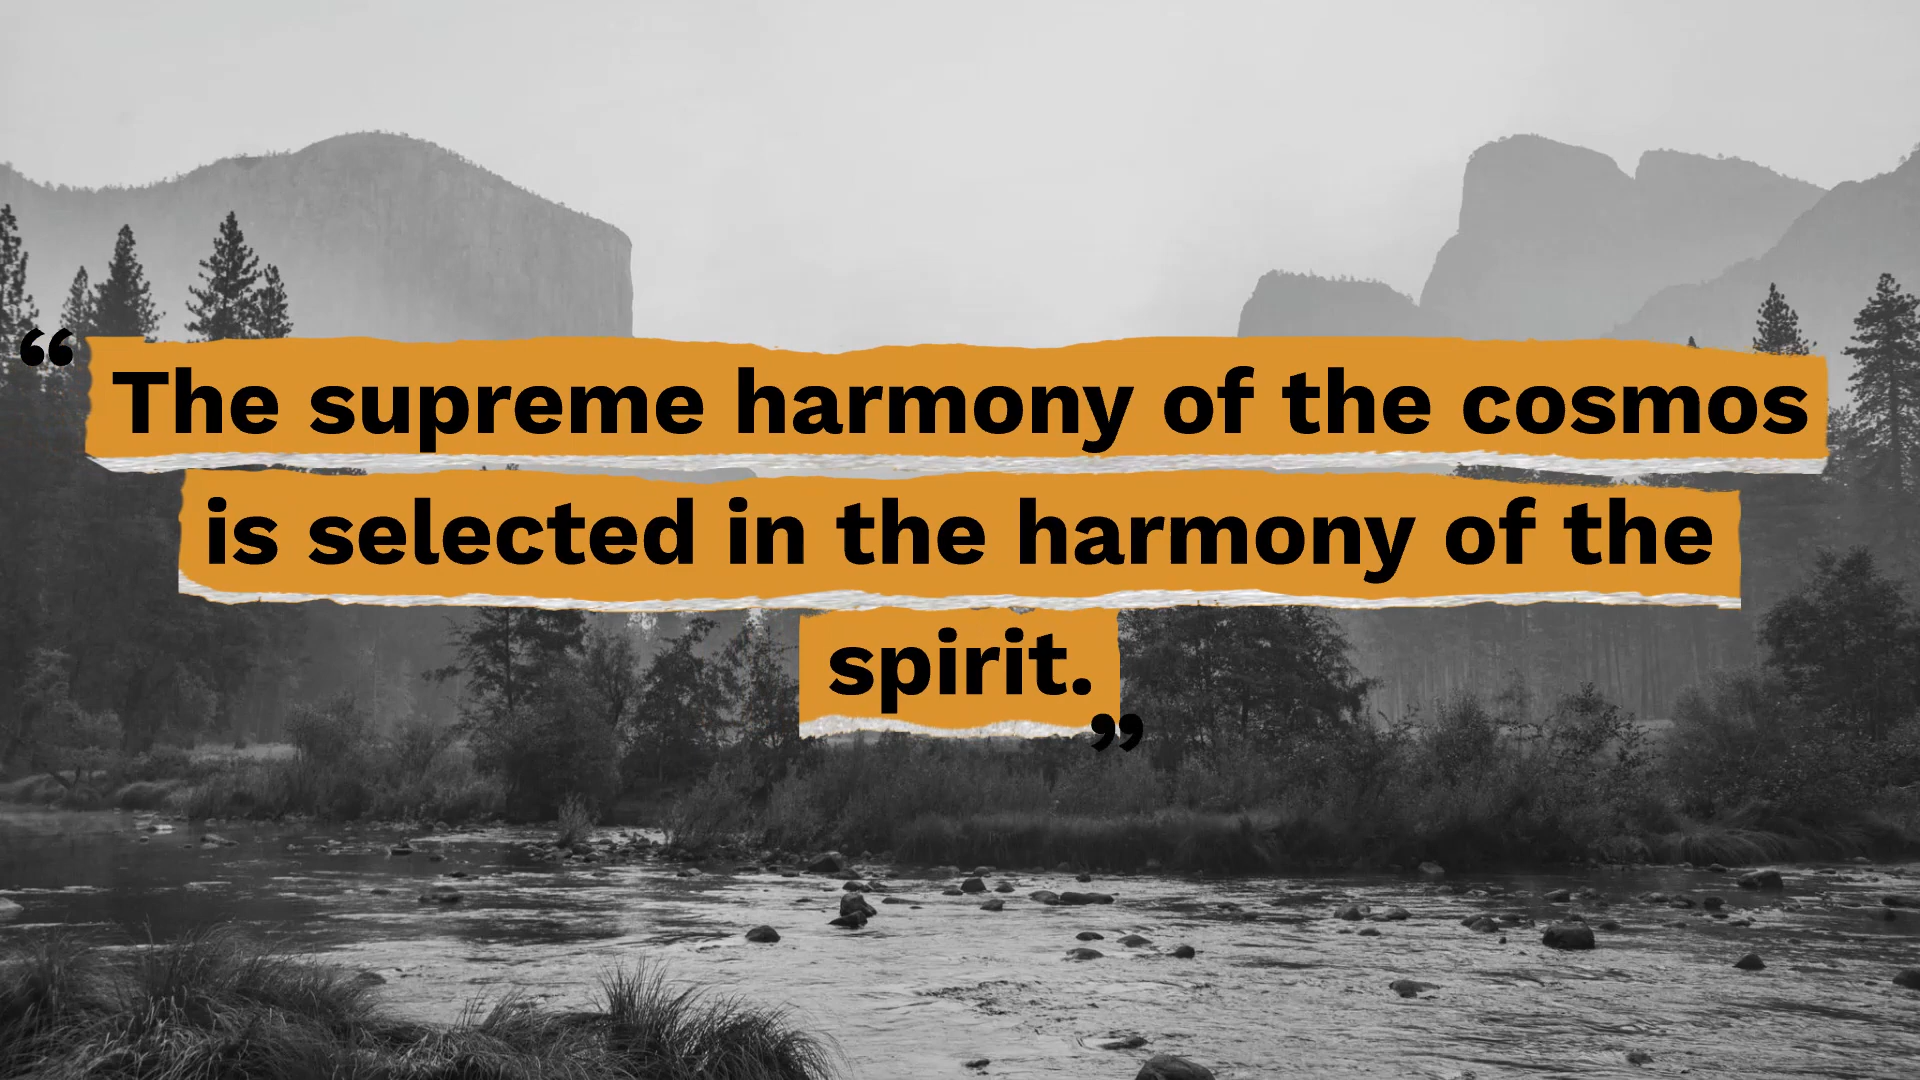 “The supreme harmony of the cosmos
is selected in the harmony of the
spirit.”